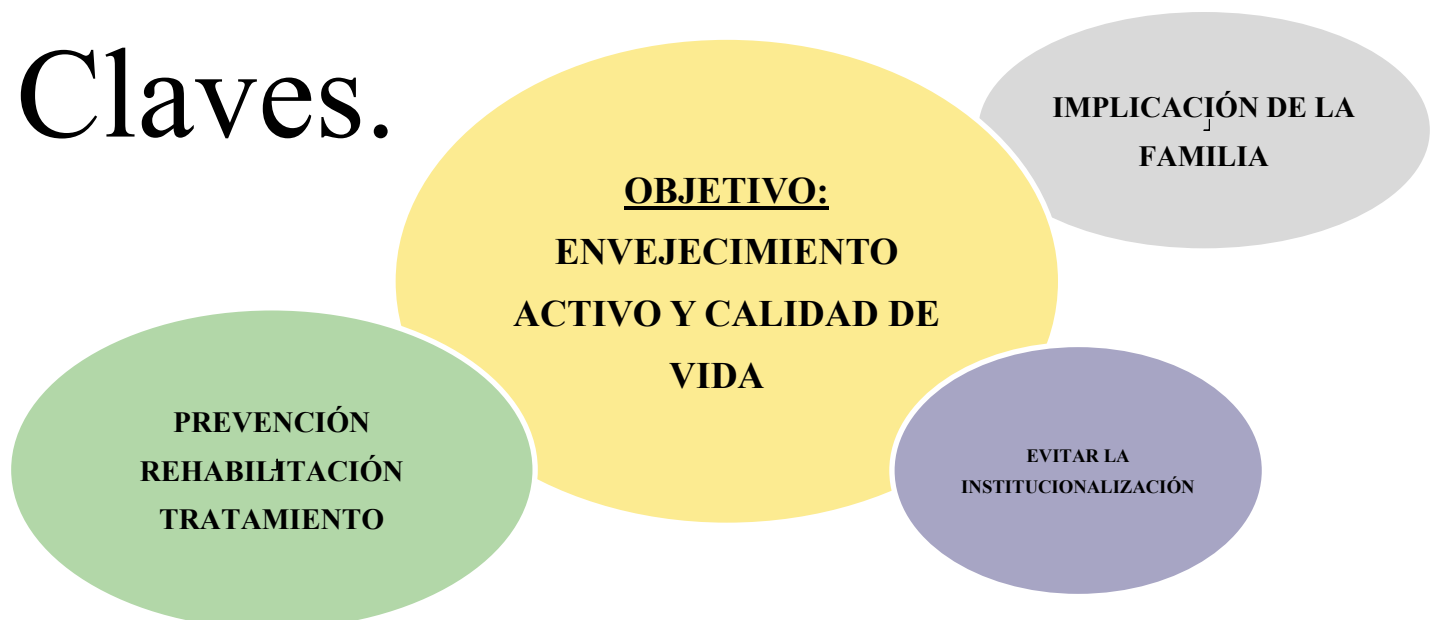 Claves.
IMPLICACIÓN DE LA
FAMILIA
OBJETIVO:
ENVEJECIMIENTO
ACTIVO Y CALIDAD DE
VIDA
PREVENCIÓN
REHABILITACIÓN
TRATAMIENTO
EVITAR LA
INSTITUCIONALIZACIÓN